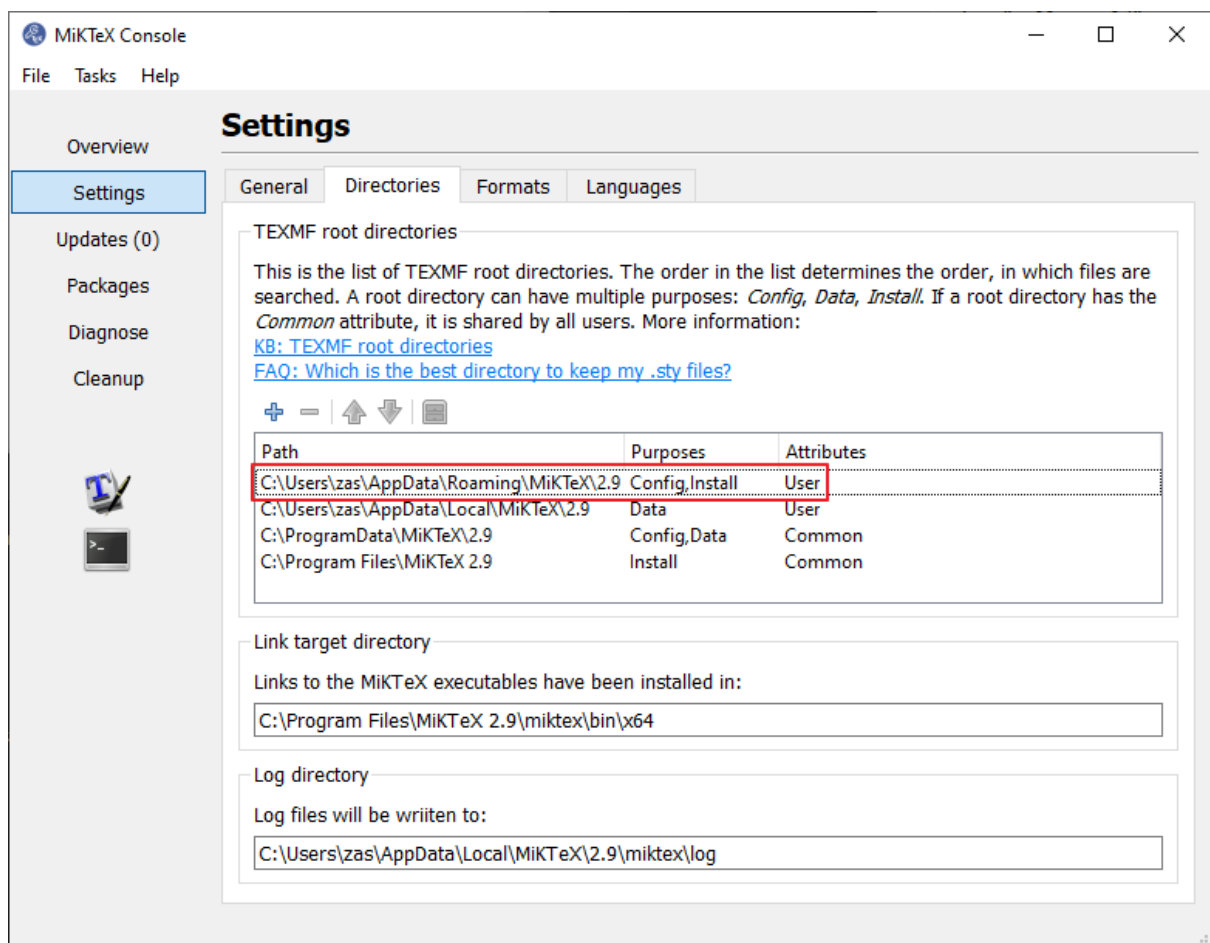 MiKTeX Console
File Tasks Help
Overview
Settings
Updates (0)
Packages
Diagnose
Cleanup
Settings
General Directories Formats Languages
TEXMF root directories
This is the list of TEXMF root directories. The order in the list determines the order, in which files are
searched. A root directory can have multiple purposes: Config, Data, Install. If a root directory has the
Common attribute, it is shared by all users. More information:
KB: TEXMF root directories
FAQ: Which is the best directory to keep my .sty files?
Path Purposes Attributes
C:\Users\zas\AppData\Roaming\MiKTeX\2.9 Config,Install User
C:\Users\zas\AppData\Local\MiKTeX\2.9 Data User
C:\ProgramData\MiKTeX\2.9 Config,Data Common
C:\Program Files\MiKTeX 2.9 Install Common
Link target directory
Links to the MiKTeX executables have been installed in:
C:\Program Files\MiKTeX 2.9\miktex\bin\x64
Log directory
Log files will be wriiten to:
C:\Users\zas\AppData\Local\MiKTeX\2.9\miktex\log